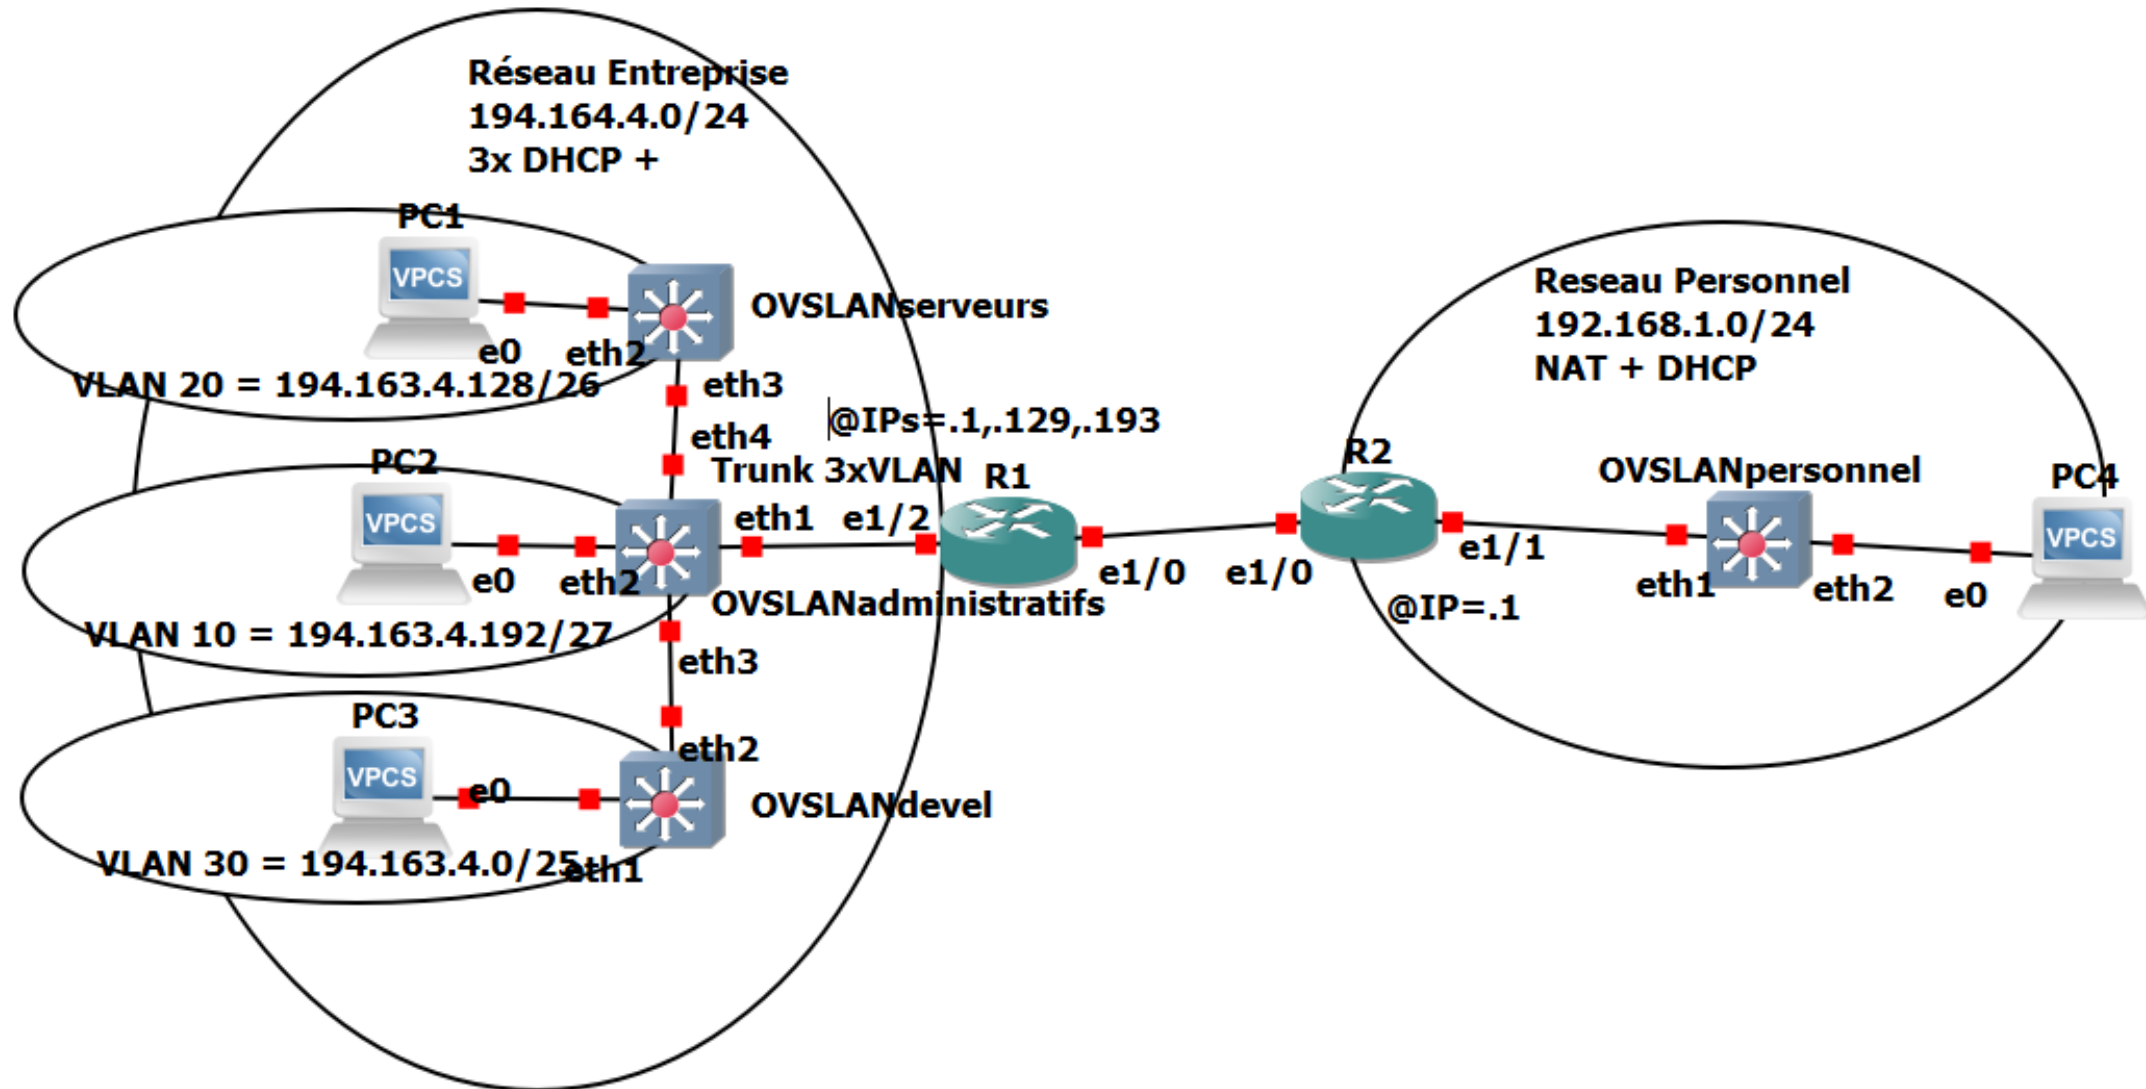 Réseau Entreprise
194.164.4.0/24
3x DHCP +
PC1
VPCS
e0
eth2
OVSLANserveurs
VLAN 20 = 194.163.4.128/26
eth3
@IPs=.1,.129,.193
eth4
Trunk 3xVLAN
PC2
VPCS
e0
eth2
eth1
e1/2
R1
e1/0
OVSLANadministratifs
VLAN 10 = 194.163.4.192/27
eth3
PC3
VPCS
e0
eth2
OVSLANdevel
VLAN 30 = 194.163.4.0/25
eth1
Reseau Personnel
192.168.1.0/24
NAT + DHCP
R2
e1/0
e1/1
@IP=.1
OVSLANpersonnel
eth1
eth2
PC4
VPCS
e0